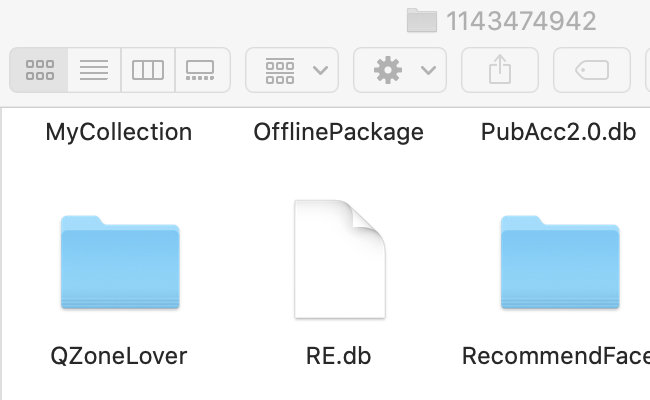 1143474942
MyCollection OfflinePackage PubAcc2.0.db
QZoneLover RE.db RecommendFace